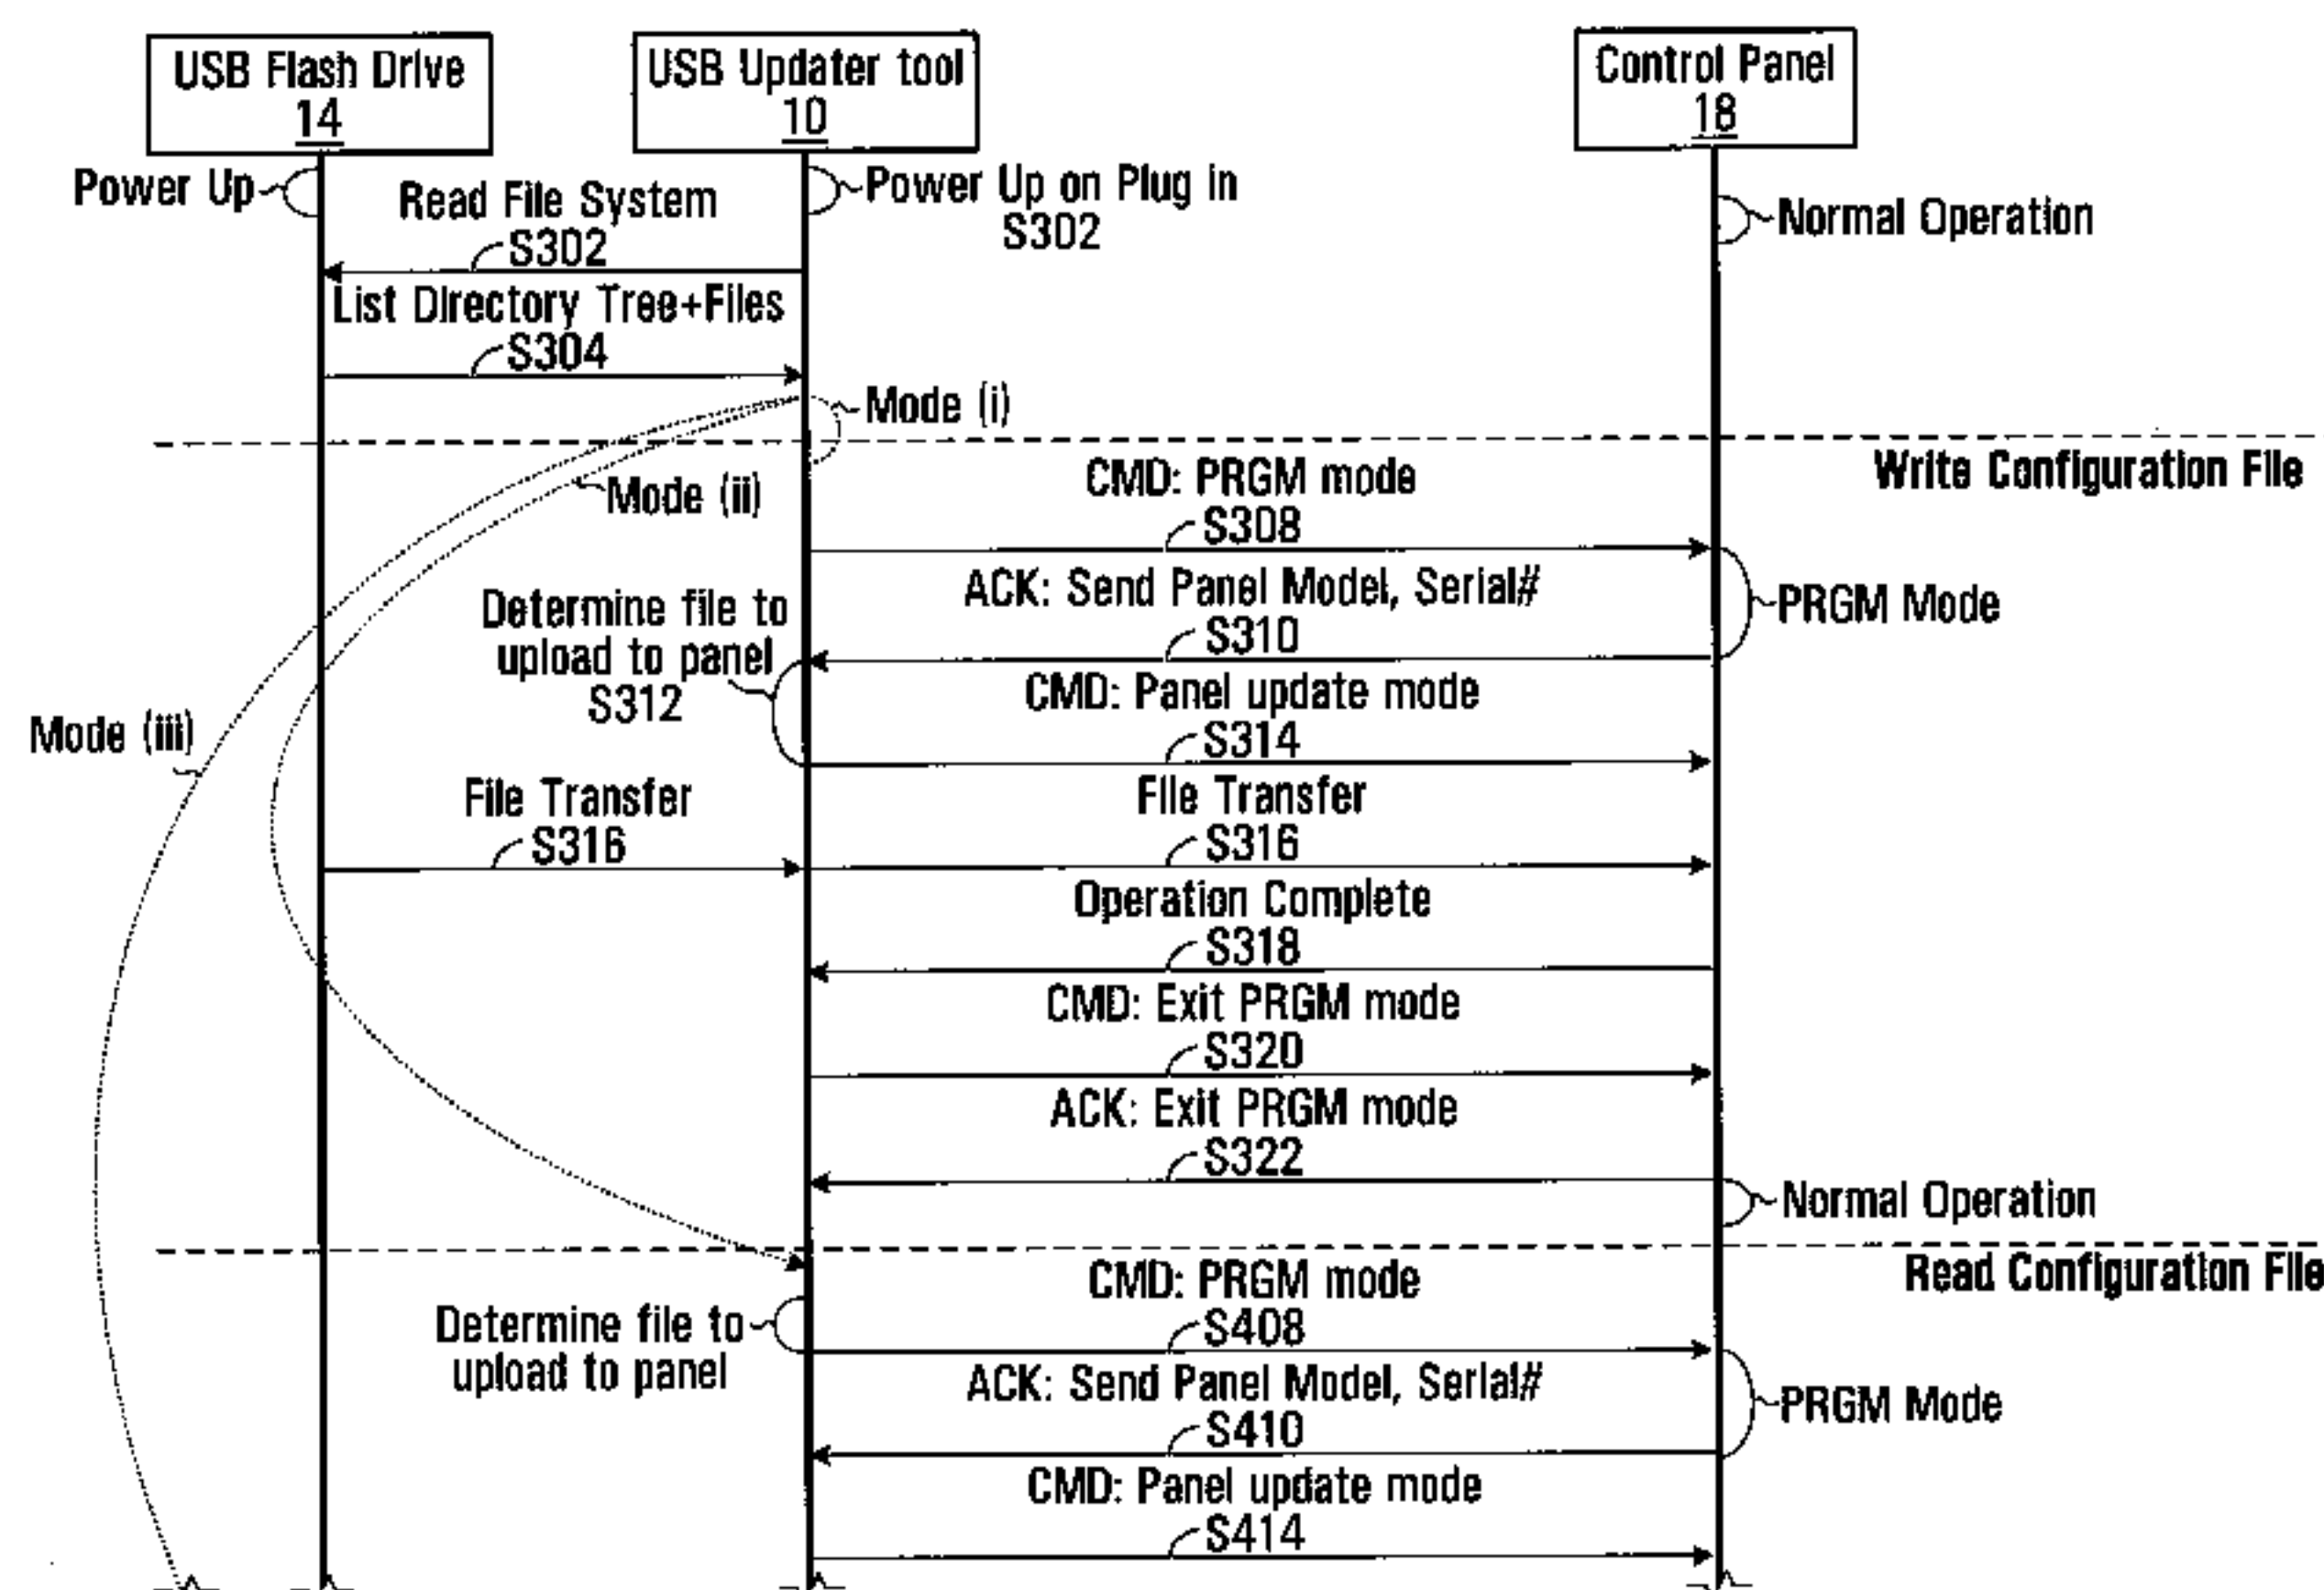 USB Flash Drive
14
USB Updater tool
10
Control Panel
18
Power Up
Read File System
S302
Power Up on Plug in
S302
Normal Operation
List Directory Tree+Files
S304
Mode (i)
Write Configuration File
CMD: PRGM mode
S308
Mode (ii)
ACK: Send Panel Model, Serial#
S310
PRGM Mode
Determine file to
upload to panel
S312
CMD: Panel update mode
S314
Mode (iii)
File Transfer
S316
File Transfer
S316
Operation Complete
S318
CMD: Exit PRGM mode
S320
ACK: Exit PRGM mode
S322
Normal Operation
Read Configuration File
CMD: PRGM mode
S408
Determine file to
upload to panel
ACK: Send Panel Model, Serial#
S410
PRGM Mode
CMD: Panel update mode
S414